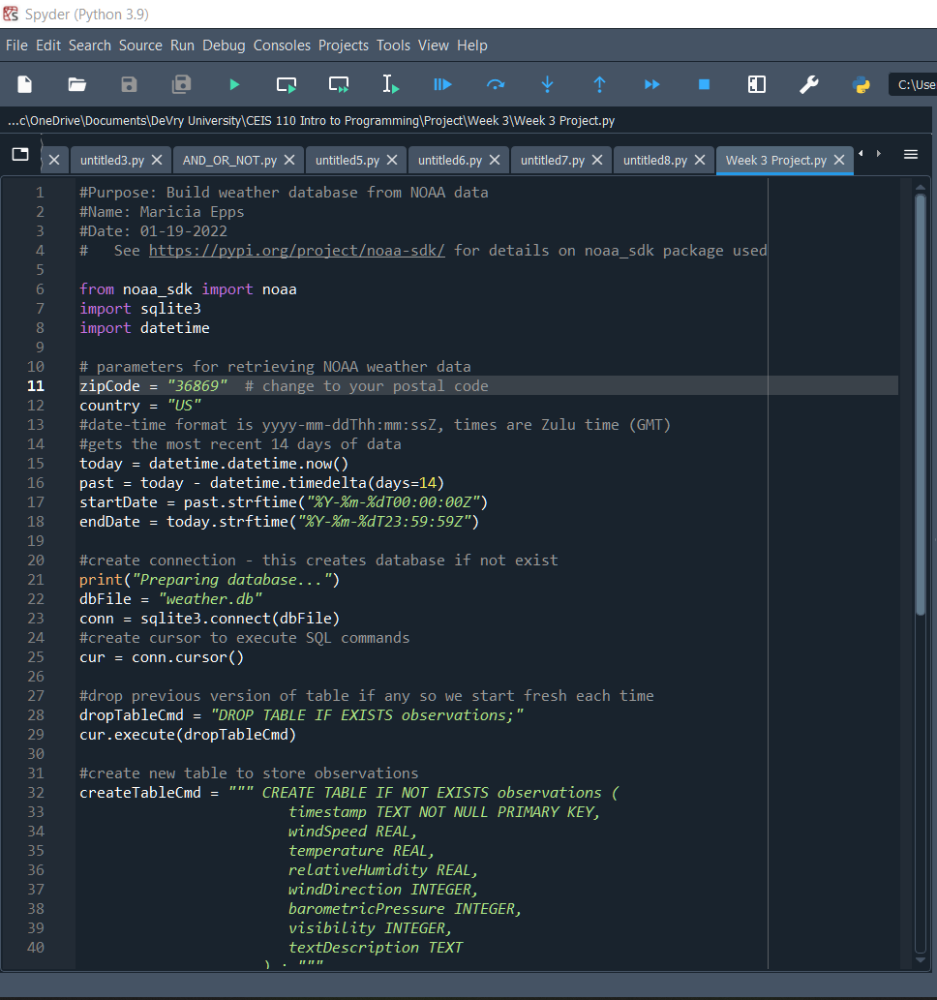 Spyder (Python 3.9)
File Edit Search Source Run Debug Consoles Projects Tools View Help
C:\Use
...c\OneDrive\Documents\DeVry University\CEIS 110 Intro to Programming\Project\Week 3\Week 3 Project.py
untitled3.py AND_OR_NOT.py untitled5.py untitled6.py untitled7.py untitled8.py Week 3 Project.py
1 #Purpose: Build weather database from NOAA data
2 #Name: Maricia Epps
3 #Date: 01-19-2022
4 #   See https://pypi.org/project/noaa-sdk/ for details on noaa_sdk package used
5
6 from noaa_sdk import noaa
7 import sqlite3
8 import datetime
9
10 # parameters for retrieving NOAA weather data
11 zipCode = "36869"  # change to your postal code
12 country = "US"
13 #date-time format is yyyy-mm-ddThh:mm:ssZ, times are Zulu time (GMT)
14 #gets the most recent 14 days of data
15 today = datetime.datetime.now()
16 past = today - datetime.timedelta(days=14)
17 startDate = past.strftime("%Y-%m-%dT00:00:00Z")
18 endDate = today.strftime("%Y-%m-%dT23:59:59Z")
19
20 #create connection - this creates database if not exist
21 print("Preparing database...")
22 dbFile = "weather.db"
23 conn = sqlite3.connect(dbFile)
24 #create cursor to execute SQL commands
25 cur = conn.cursor()
26
27 #drop previous version of table if any so we start fresh each time
28 dropTableCmd = "DROP TABLE IF EXISTS observations;"
29 cur.execute(dropTableCmd)
30
31 #create new table to store observations
32 createTableCmd = """ CREATE TABLE IF NOT EXISTS observations (
33                         timestamp TEXT NOT NULL PRIMARY KEY,
34                         windSpeed REAL,
35                         temperature REAL,
36                         relativeHumidity REAL,
37                         windDirection INTEGER,
38                         barometricPressure INTEGER,
39                         visibility INTEGER,
40                         textDescription TEXT
) ; """